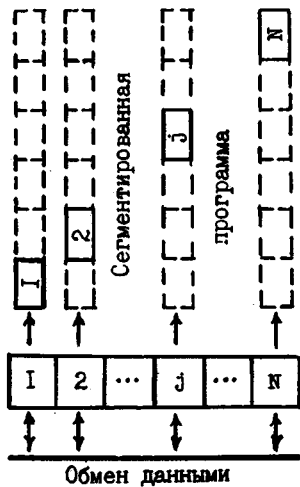 N
j
2
I
Сегментированная
программа
I 2 ... j ... N
Обмен данными